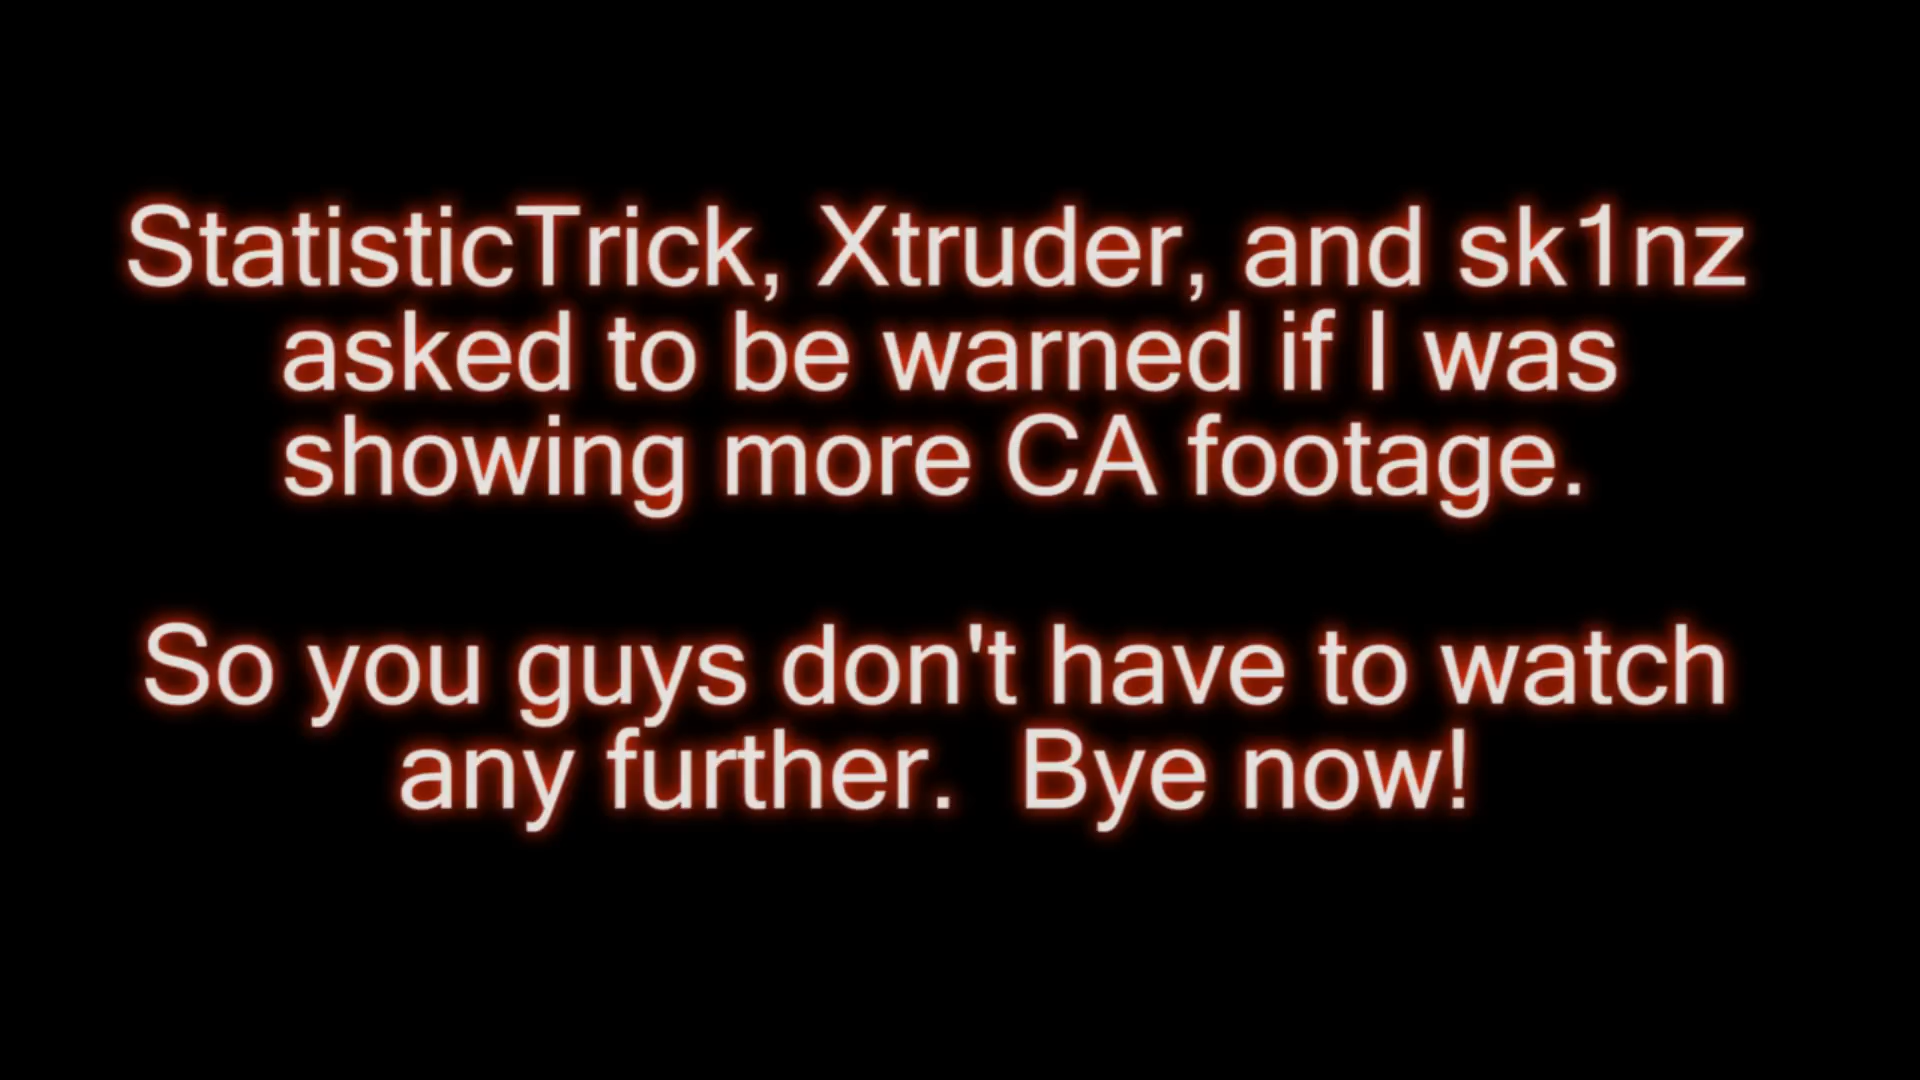 StatisticTrick, Xtruder, and sk1nz
asked to be warned if I was
showing more CA footage.
So you guys don't have to watch
any further.  Bye now!